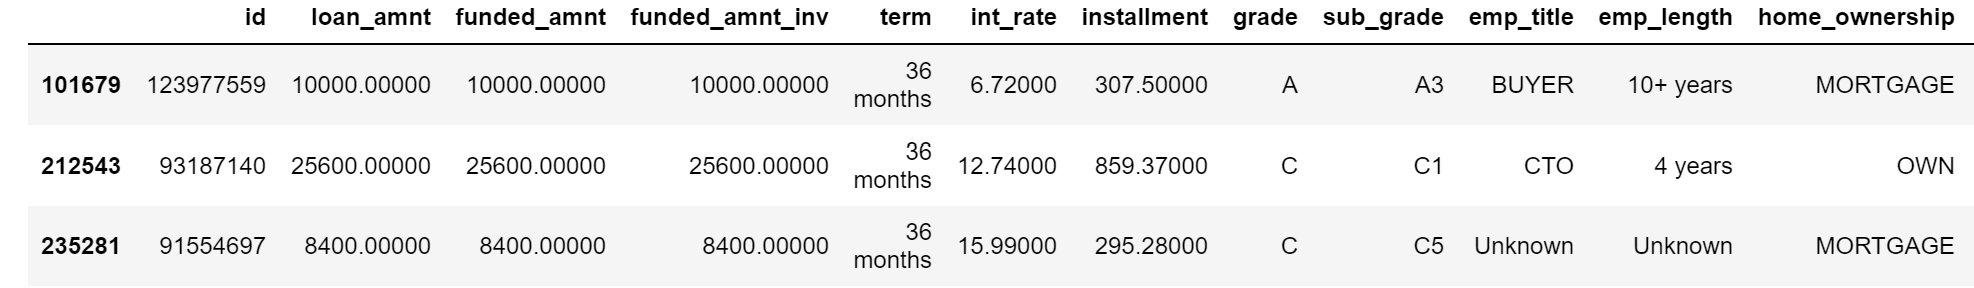 id loan_amnt funded_amnt funded_amnt_inv term int_rate installment grade sub_grade emp_title emp_length home_ownership
101679 123977559 10000.00000 10000.00000 10000.00000 36 months 6.72000 307.50000 A A3 BUYER 10+ years MORTGAGE
212543 93187140 25600.00000 25600.00000 25600.00000 36 months 12.74000 859.37000 C C1 CTO 4 years OWN
235281 91554697 8400.00000 8400.00000 8400.00000 36 months 15.99000 295.28000 C C5 Unknown Unknown MORTGAGE